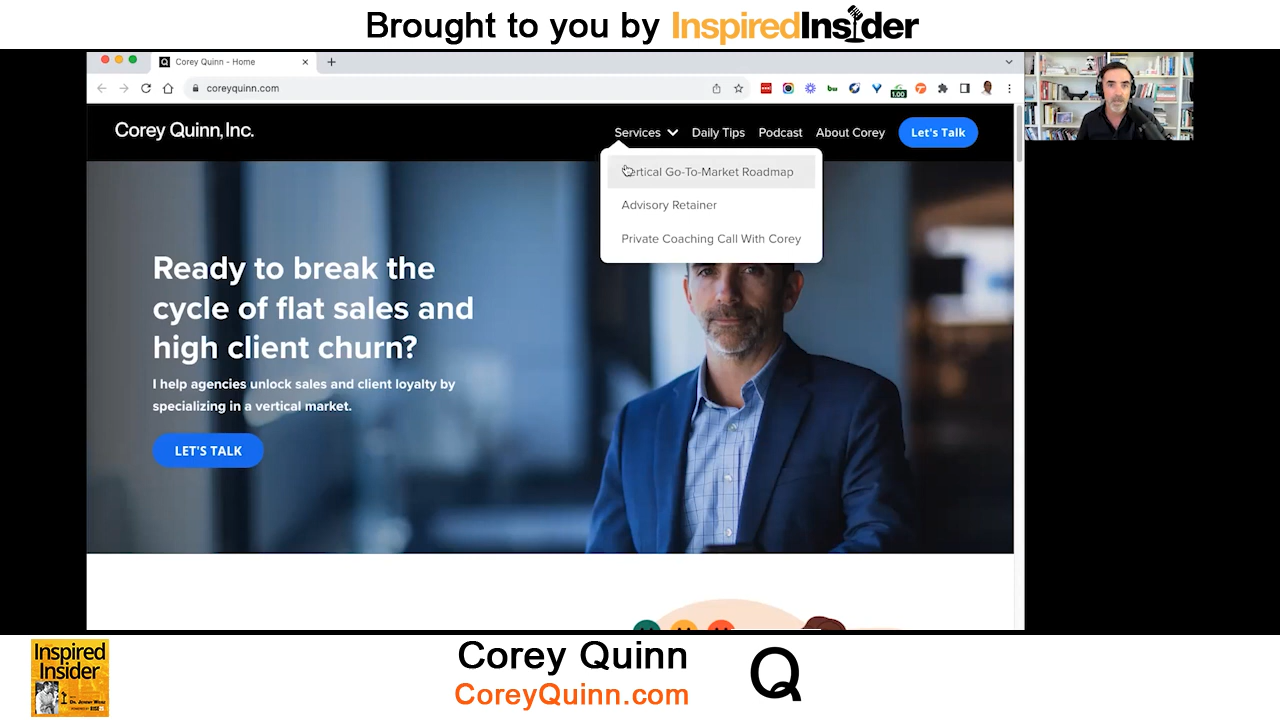 Brought to you by InspiredInsider
Corey Quinn - Home
coreyquinn.com
1.00
Corey Quinn, Inc.
Services Daily Tips Podcast About Corey Let's Talk
Vertical Go-To-Market Roadmap
Advisory Retainer
Private Coaching Call With Corey
Ready to break the
cycle of flat sales and
high client churn?
I help agencies unlock sales and client loyalty by
specializing in a vertical market.
LET'S TALK
Inspired
Insider
Corey Quinn
CoreyQuinn.com
Q